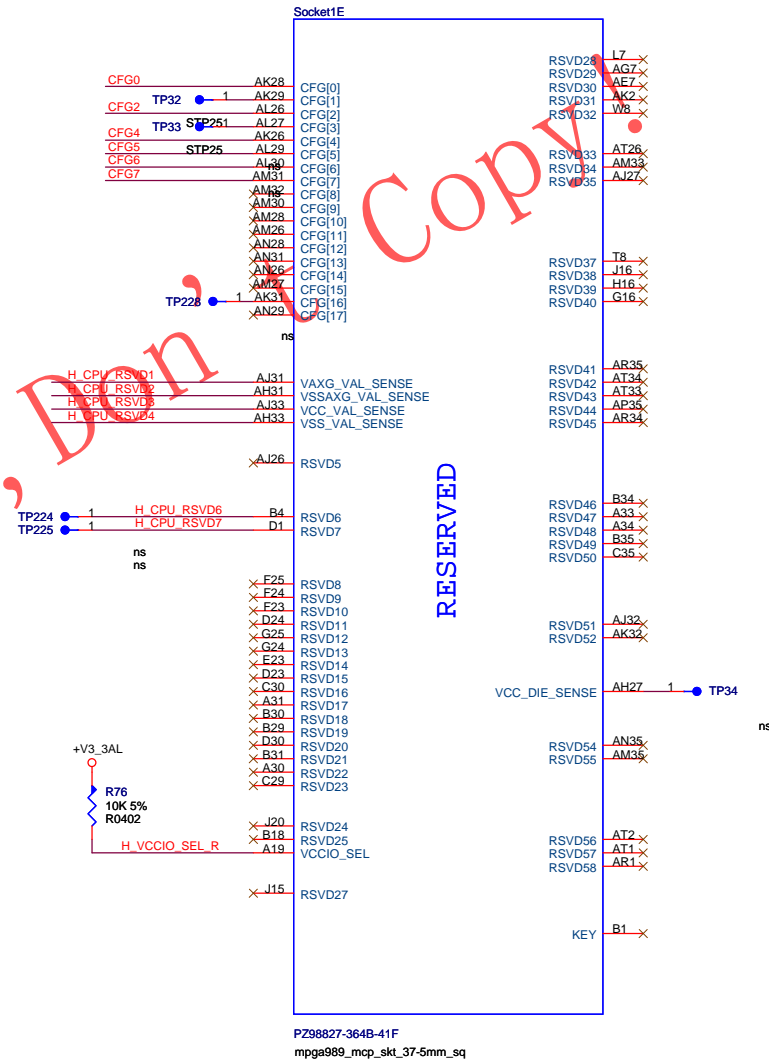 Socket1E
CFG0 AK28 CFG[0]
TP32 1 AK29 CFG[1]
CFG2 AL26 CFG[2]
TP33 STP25 1 AL27 CFG[3]
CFG4 AK26 CFG[4]
CFG5 STP25 AL29 CFG[5]
CFG6 AL30 ns CFG[6]
CFG7 AM31 CFG[7]
AM32 ns CFG[8]
AM30 CFG[9]
AM28 CFG[10]
AM26 CFG[11]
AN28 CFG[12]
AN31 CFG[13]
AN26 CFG[14]
AM27 CFG[15]
TP228 1 AK31 CFG[16]
AN29 CFG[17]
ns
H_CPU_RSVD1 AJ31 VAXG_VAL_SENSE
H_CPU_RSVD2 AH31 VSSAXG_VAL_SENSE
H_CPU_RSVD3 AJ33 VCC_VAL_SENSE
H_CPU_RSVD4 AH33 VSS_VAL_SENSE
AJ26 RSVD5
TP224 1 H_CPU_RSVD6 B4 RSVD6
TP225 1 H_CPU_RSVD7 D1 RSVD7
ns
ns
F25 RSVD8
F24 RSVD9
F23 RSVD10
D24 RSVD11
G25 RSVD12
G24 RSVD13
E23 RSVD14
D23 RSVD15
C30 RSVD16
A31 RSVD17
B30 RSVD18
B29 RSVD19
D30 RSVD20
B31 RSVD21
A30 RSVD22
C29 RSVD23
+V3_3AL
R76
10K 5%
R0402
J20 RSVD24
B18 RSVD25
H_VCCIO_SEL_R A19 VCCIO_SEL
J15 RSVD27
RESERVED
RSVD28 L7
RSVD29 AG7
RSVD30 AE7
RSVD31 AK2
RSVD32 W8
RSVD33 AT26
RSVD34 AM33
RSVD35 AJ27
RSVD37 T8
RSVD38 J16
RSVD39 H16
RSVD40 G16
RSVD41 AR35
RSVD42 AT34
RSVD43 AT33
RSVD44 AP35
RSVD45 AR34
RSVD46 B34
RSVD47 A33
RSVD48 A34
RSVD49 B35
RSVD50 C35
RSVD51 AJ32
RSVD52 AK32
VCC_DIE_SENSE AH27 1 TP34
ns
RSVD54 AN35
RSVD55 AM35
RSVD56 AT2
RSVD57 AT1
RSVD58 AR1
KEY B1
PZ98827-364B-41F
mpga989_mcp_skt_37-5mm_sq
, Don't Copy!